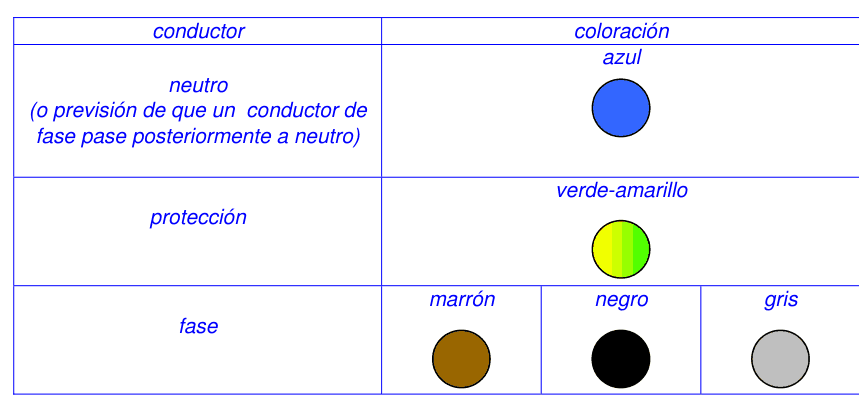 conductor
coloración
neutro
(o previsión de que un conductor de
fase pase posteriormente a neutro)
azul
protección
verde-amarillo
fase
marrón
negro
gris